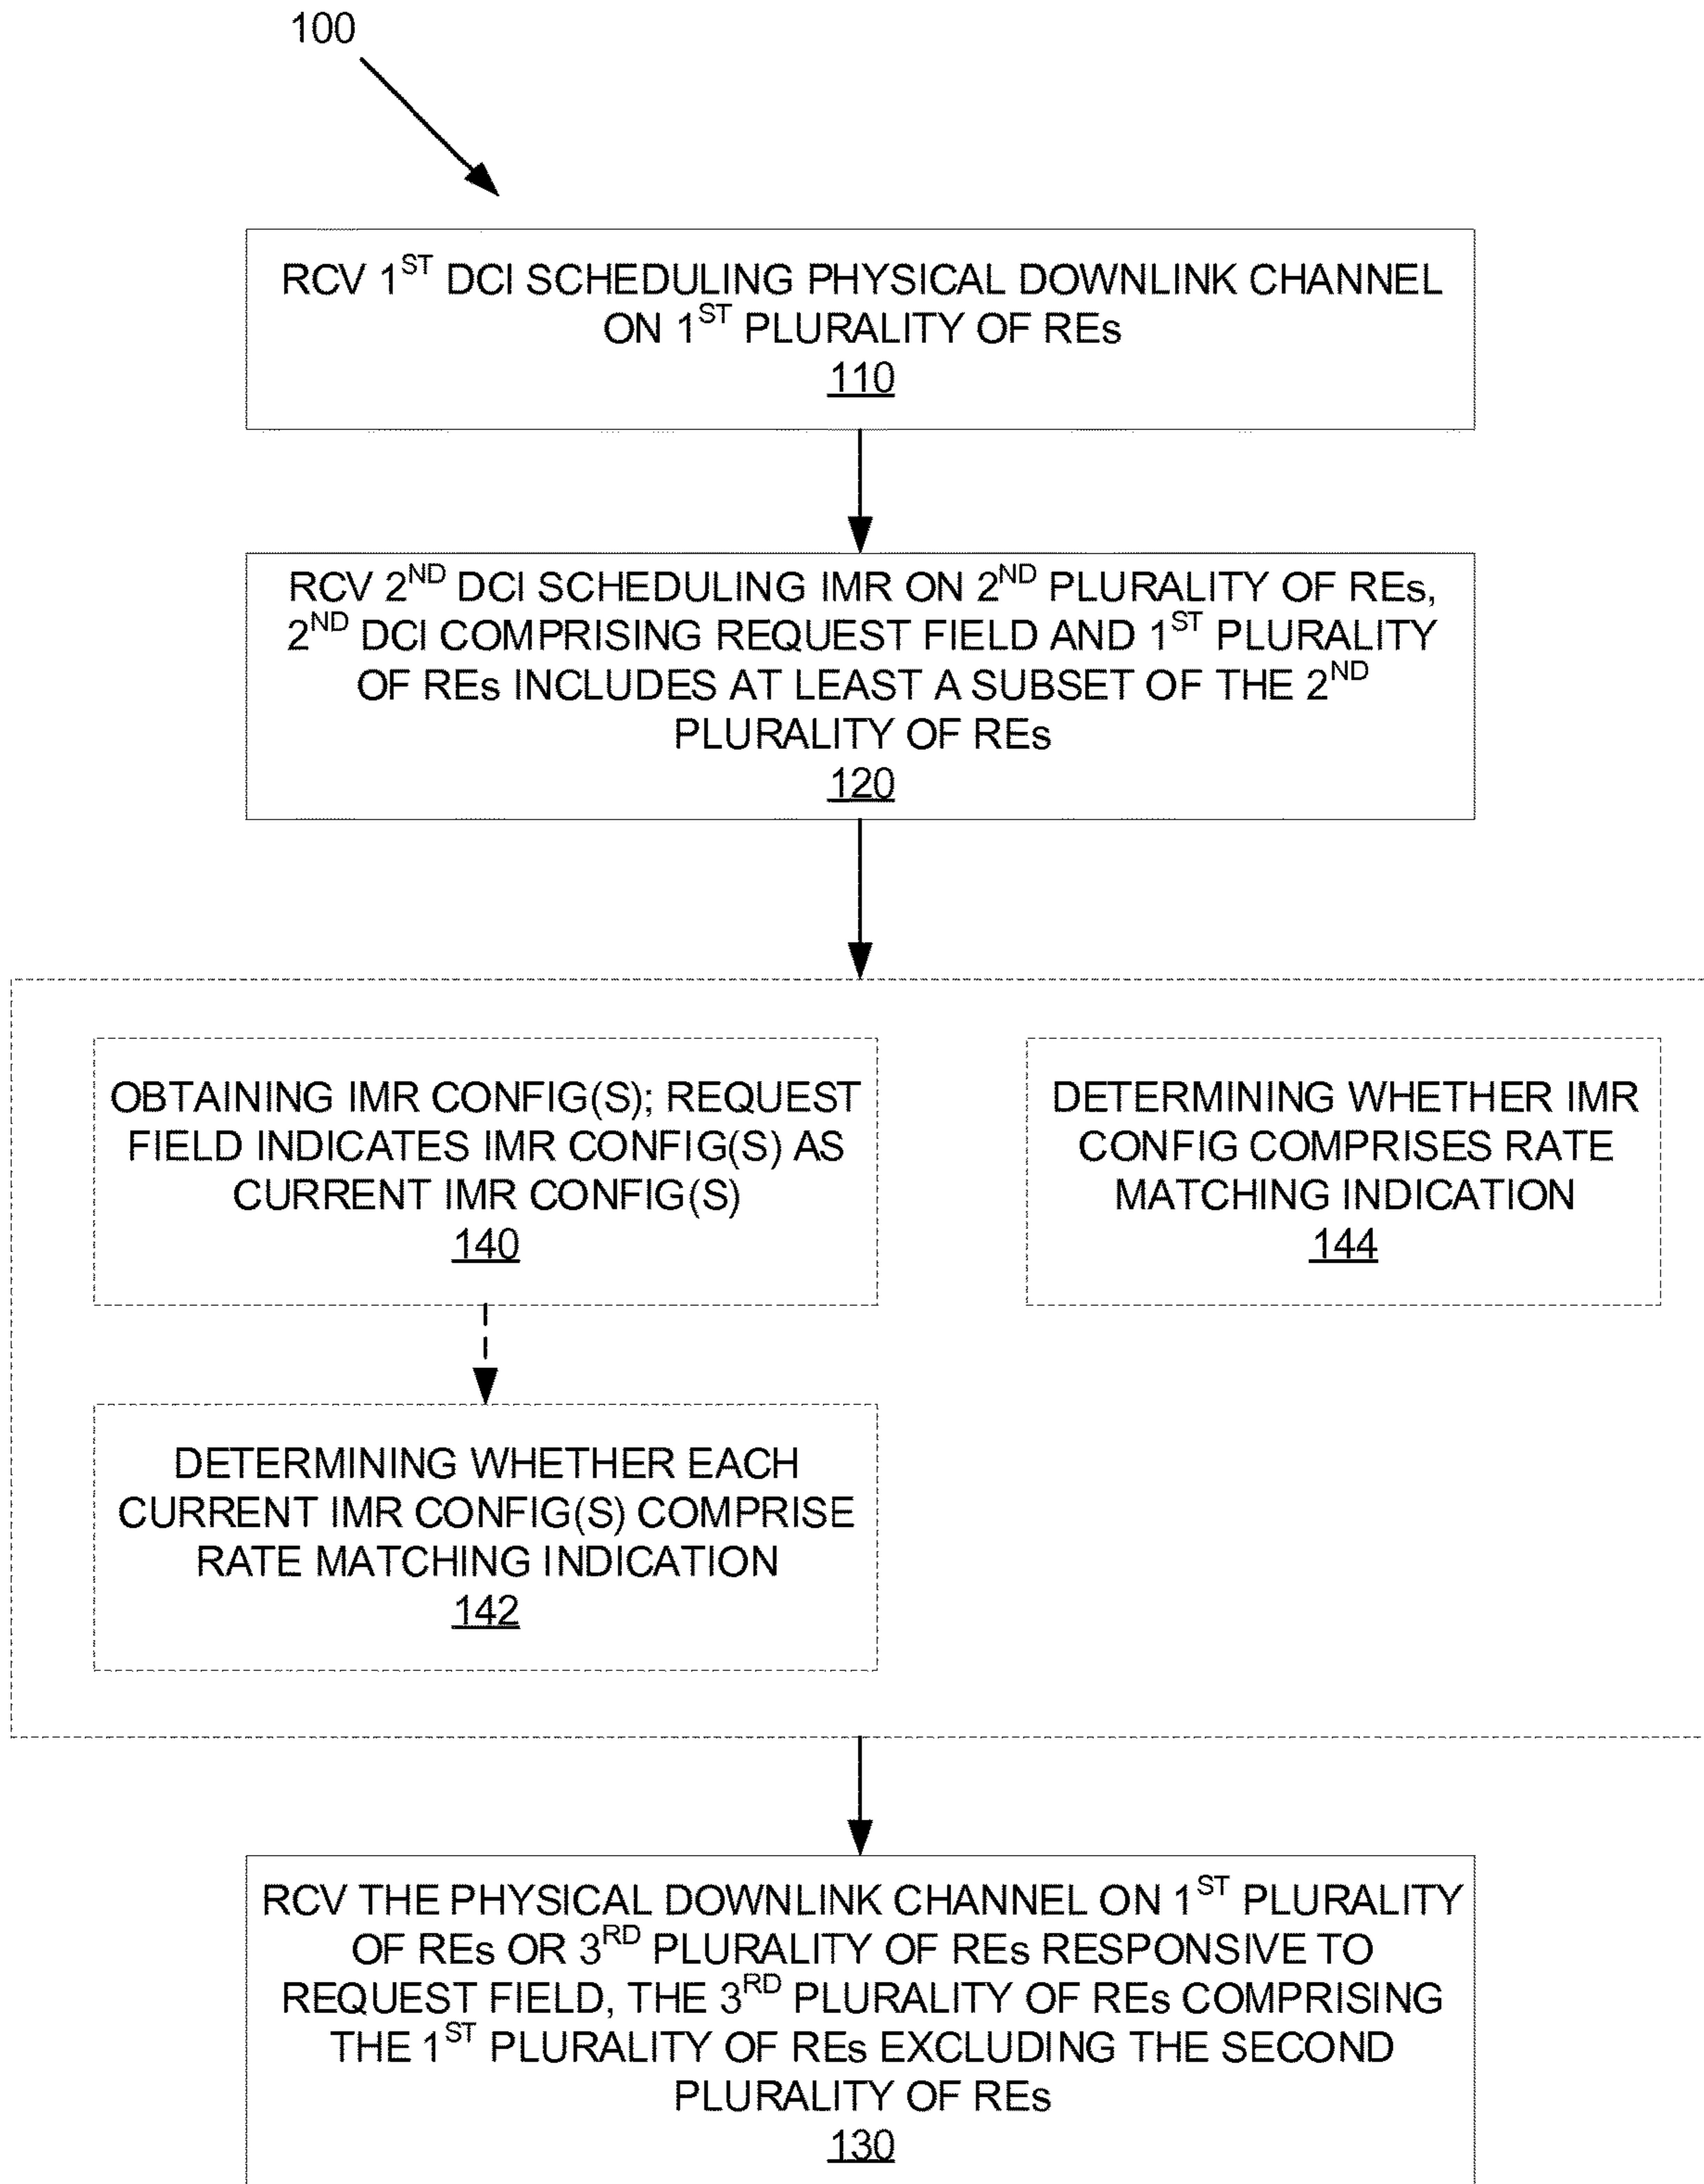 100
RCV 1ST DCI SCHEDULING PHYSICAL DOWNLINK CHANNEL
ON 1ST PLURALITY OF REs
110
RCV 2ND DCI SCHEDULING IMR ON 2ND PLURALITY OF REs,
2ND DCI COMPRISING REQUEST FIELD AND 1ST PLURALITY
OF REs INCLUDES AT LEAST A SUBSET OF THE 2ND
PLURALITY OF REs
120
OBTAINING IMR CONFIG(S); REQUEST
FIELD INDICATES IMR CONFIG(S) AS
CURRENT IMR CONFIG(S)
140
DETERMINING WHETHER IMR
CONFIG COMPRISES RATE
MATCHING INDICATION
144
DETERMINING WHETHER EACH
CURRENT IMR CONFIG(S) COMPRISE
RATE MATCHING INDICATION
142
RCV THE PHYSICAL DOWNLINK CHANNEL ON 1ST PLURALITY
OF REs OR 3RD PLURALITY OF REs RESPONSIVE TO
REQUEST FIELD, THE 3RD PLURALITY OF REs COMPRISING
THE 1ST PLURALITY OF REs EXCLUDING THE SECOND
PLURALITY OF REs
130